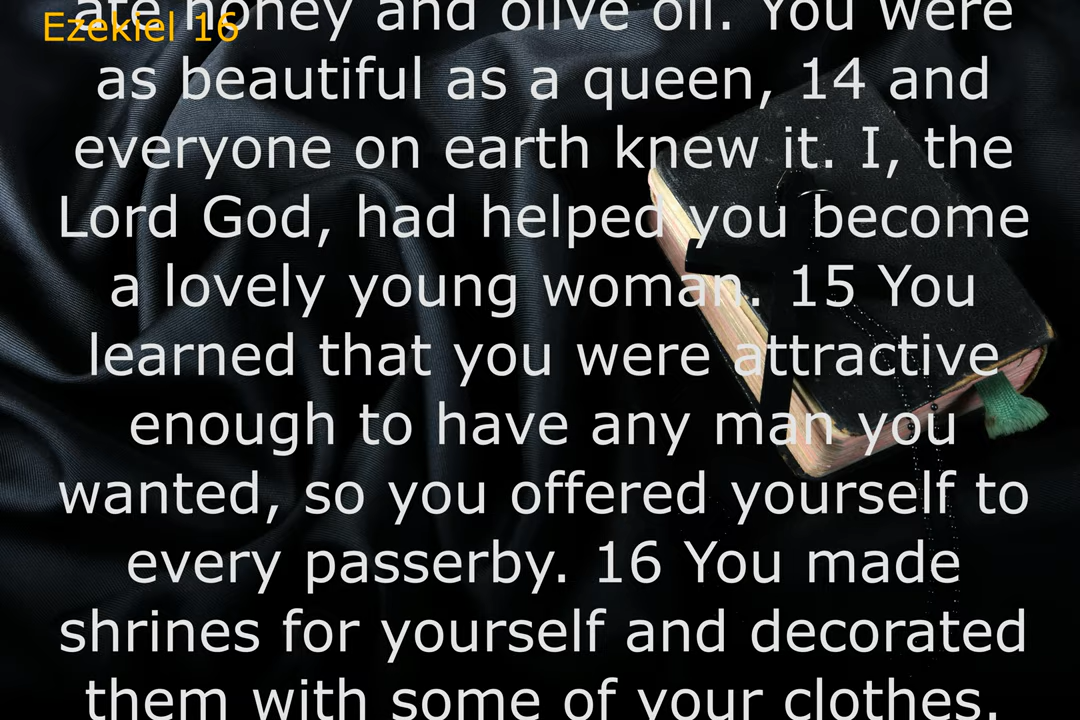 ate honey and olive oil. You were
Ezekiel 16
as beautiful as a queen, 14 and
everyone on earth knew it. I, the
Lord God, had helped you become
a lovely young woman. 15 You
learned that you were attractive
enough to have any man you
wanted, so you offered yourself to
every passerby. 16 You made
shrines for yourself and decorated
them with some of your clothes.